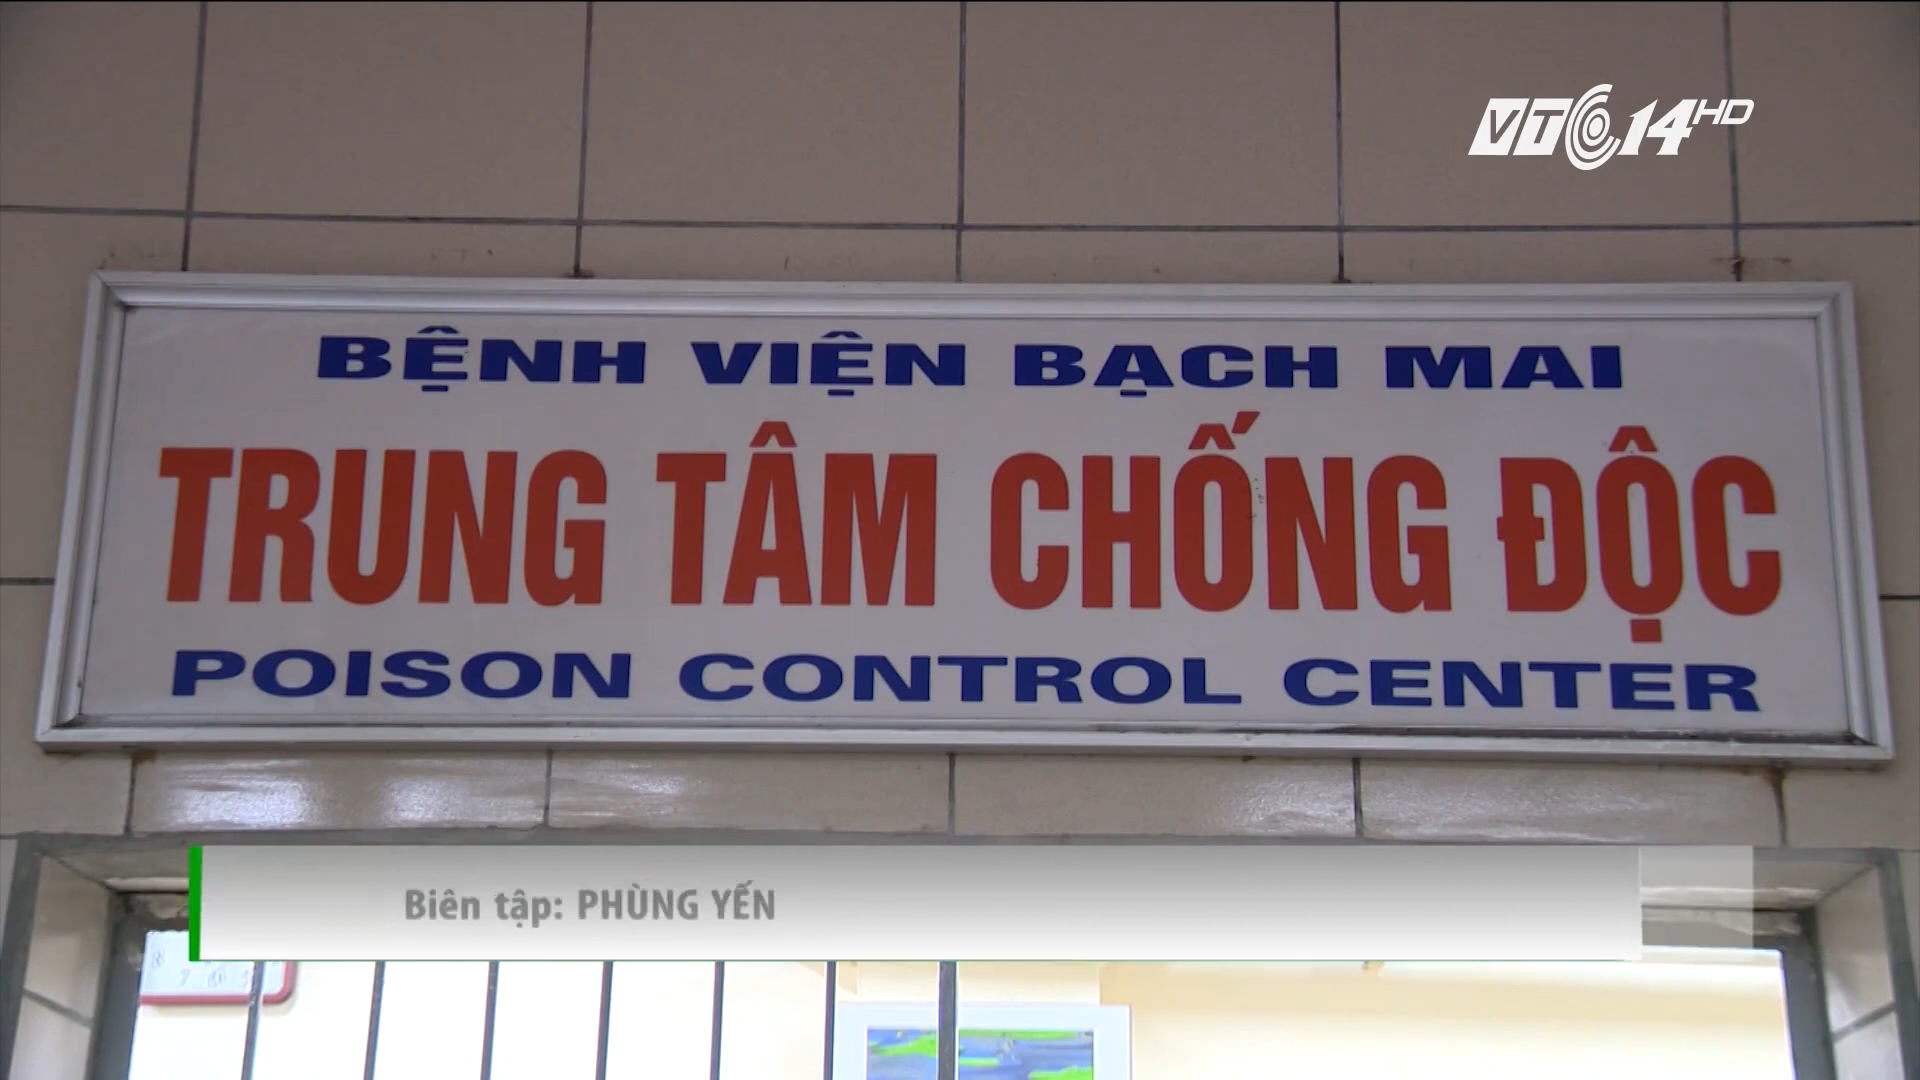 VTC14 HD
BỆNH VIỆN BẠCH MAI
TRUNG TÂM CHỐNG ĐỘC
POISON CONTROL CENTER
Biên tập: PHÙNG YẾN